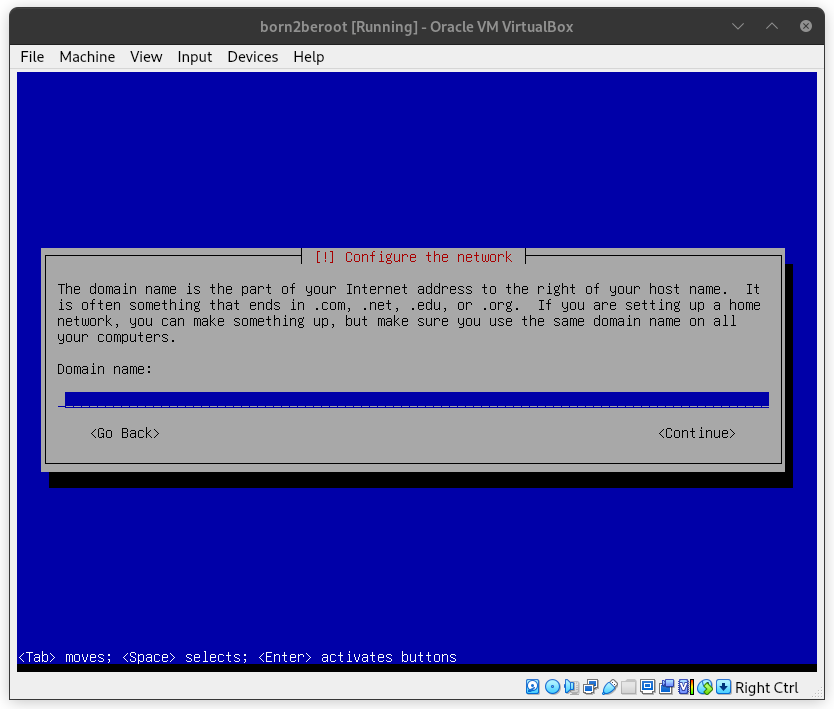 born2beroot [Running] - Oracle VM VirtualBox
File Machine View Input Devices Help
[!] Configure the network
The domain name is the part of your Internet address to the right of your host name.  It
is often something that ends in .com, .net, .edu, or .org.  If you are setting up a home
network, you can make something up, but make sure you use the same domain name on all
your computers.
Domain name:
<Go Back> <Continue>
<Tab> moves; <Space> selects; <Enter> activates buttons
Right Ctrl